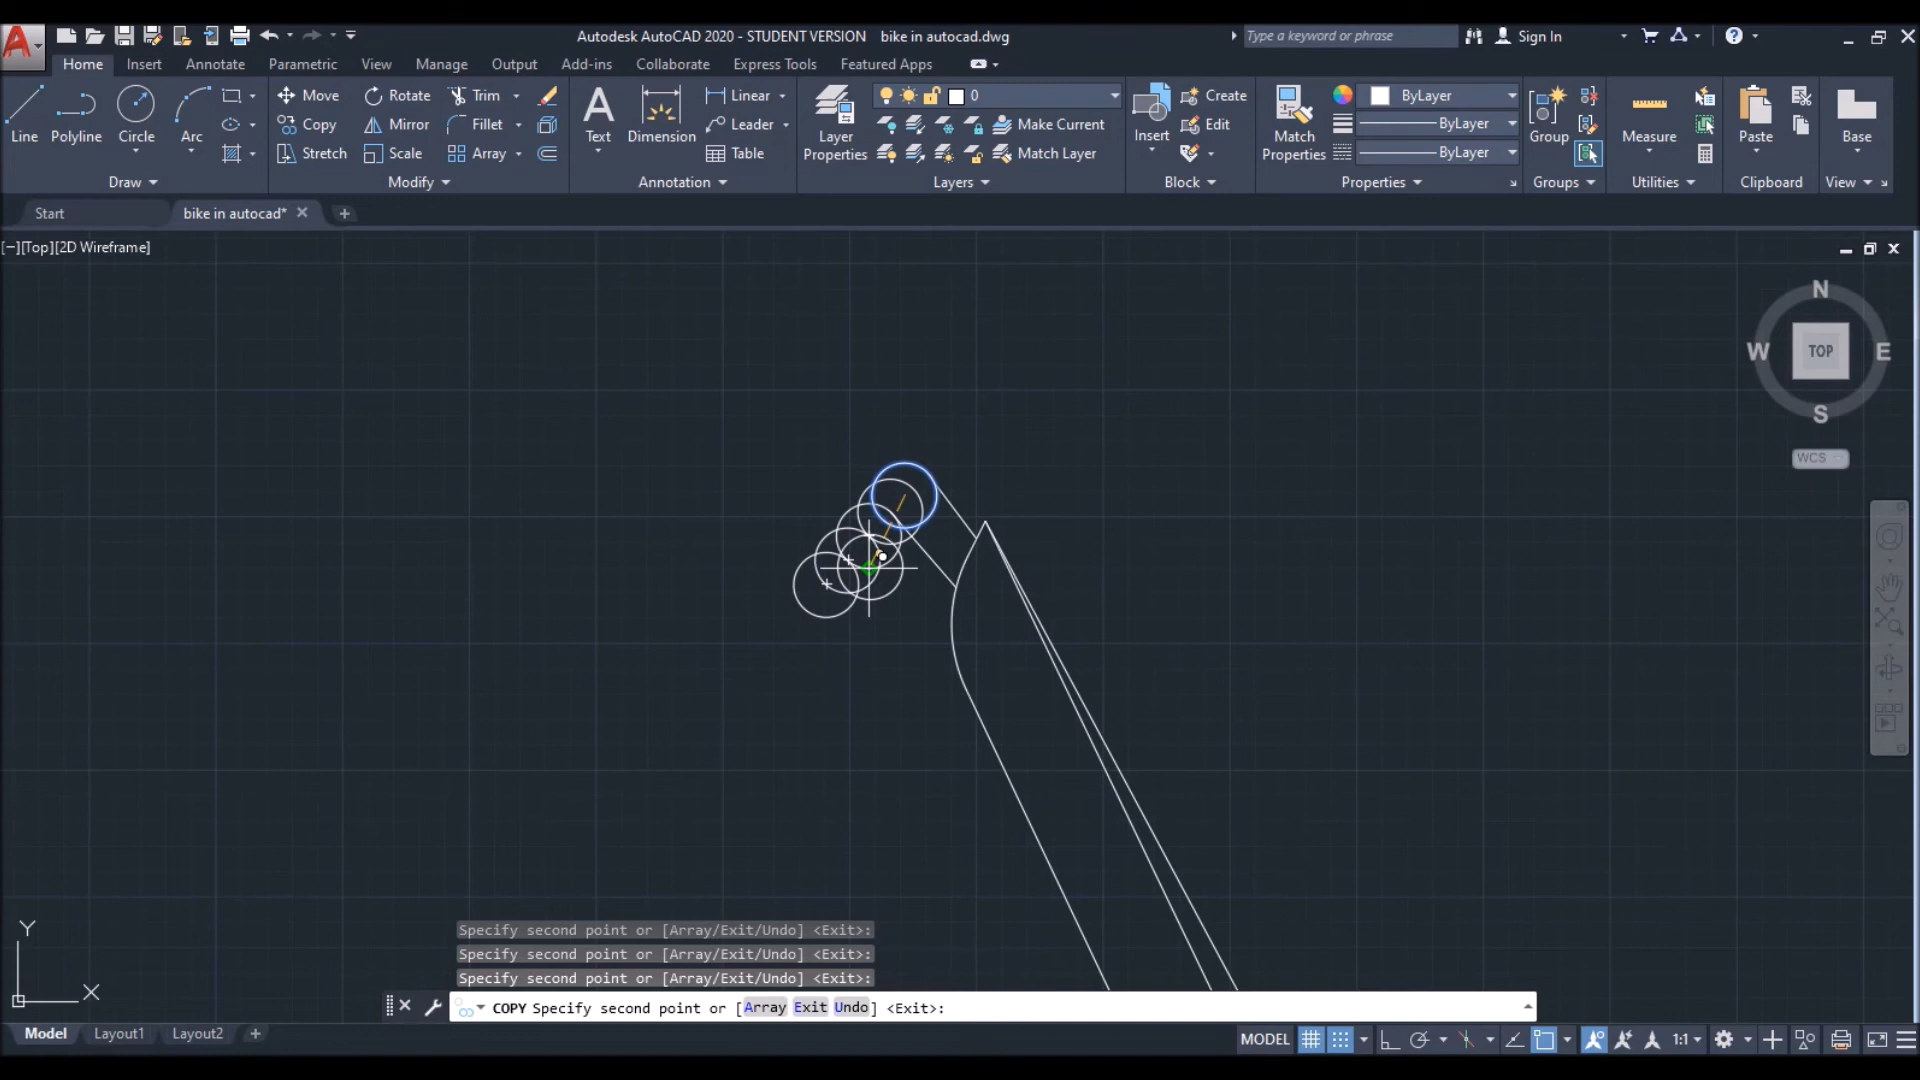 Autodesk AutoCAD 2020 - STUDENT VERSION bike in autocad.dwg
Type a keyword or phrase
Sign In
Home Insert Annotate Parametric View Manage Output Add-ins Collaborate Express Tools Featured Apps
Line Polyline Circle Arc
Move Rotate Trim
Copy Mirror Fillet
Stretch Scale Array
Text Dimension
Linear
Leader
Table
Layer Properties
0
Make Current
Match Layer
Insert
Create
Edit
Match Properties
ByLayer
ByLayer
ByLayer
Group Measure Paste Base
Draw Modify Annotation Layers Block Properties Groups Utilities Clipboard View
Start bike in autocad*
[−][Top][2D Wireframe]
N
W TOP E
S
WCS
Y
X
Specify second point or [Array/Exit/Undo] <Exit>:
Specify second point or [Array/Exit/Undo] <Exit>:
Specify second point or [Array/Exit/Undo] <Exit>:
COPY Specify second point or [Array Exit Undo] <Exit>:
Model Layout1 Layout2
MODEL 1:1